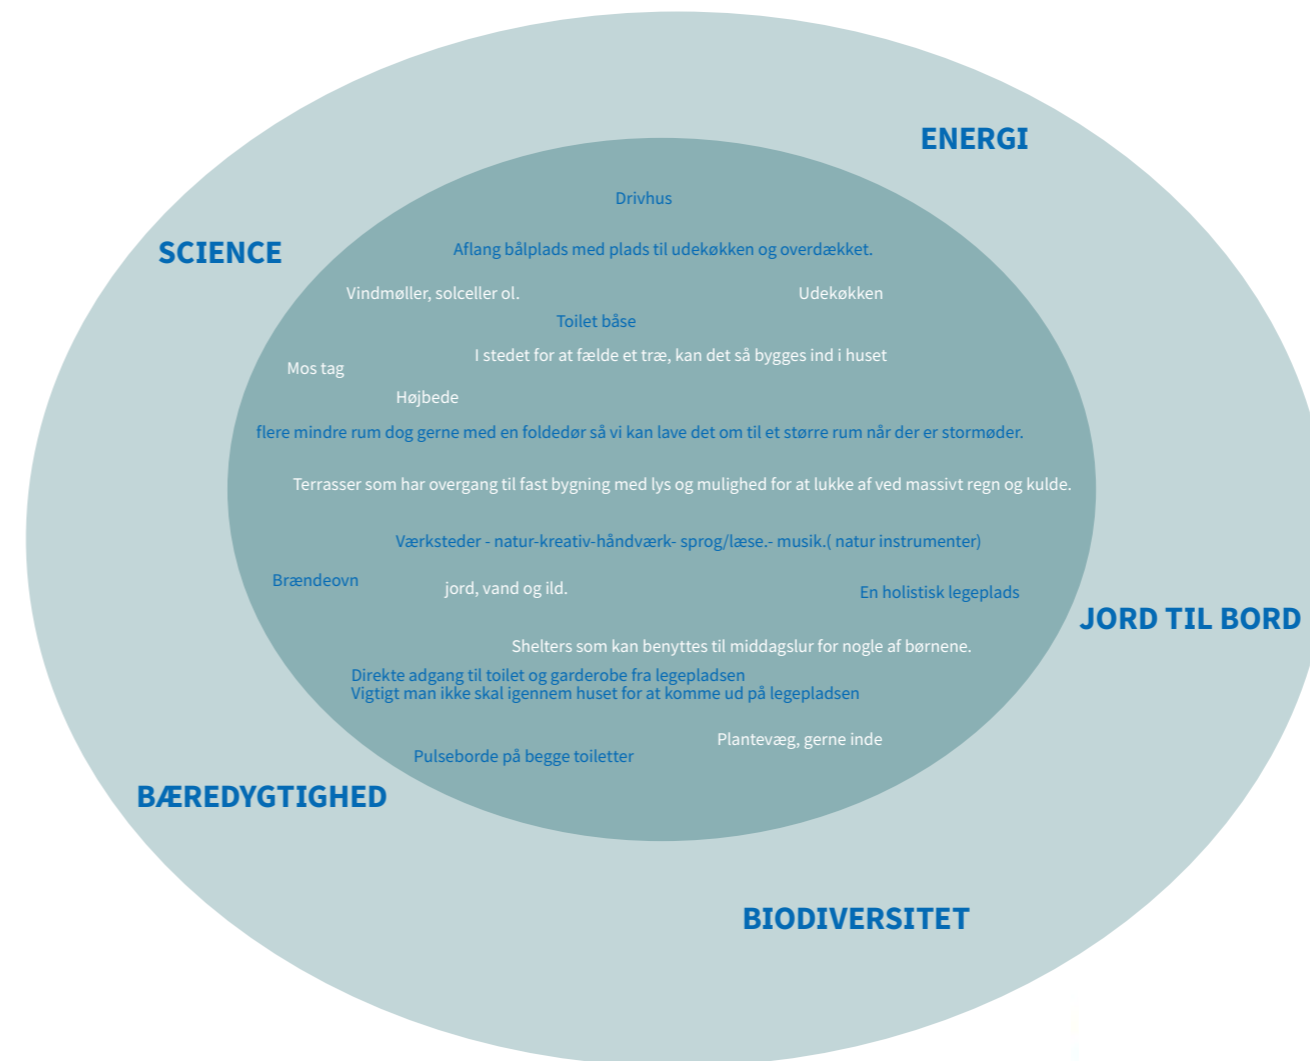 ENERGI
Drivhus
SCIENCE
Aflang bålplads med plads til udekøkken og overdækket.
Vindmøller, solceller ol.
Udekøkken
Toilet båse
I stedet for at fælde et træ, kan det så bygges ind i huset
Mos tag
Højbede
flere mindre rum dog gerne med en foldedør så vi kan lave det om til et større rum når der er stormøder.
Terrasser som har overgang til fast bygning med lys og mulighed for at lukke af ved massivt regn og kulde.
Værksteder - natur-kreativ-håndværk- sprog/læse.- musik.( natur instrumenter)
Brændeovn
jord, vand og ild.
En holistisk legeplads
JORD TIL BORD
Shelters som kan benyttes til middagslur for nogle af børnene.
Direkte adgang til toilet og garderobe fra legepladsen
Vigtigt man ikke skal igennem huset for at komme ud på legepladsen
Plantevæg, gerne inde
Pulseborde på begge toiletter
BÆREDYGTIGHED
BIODIVERSITET